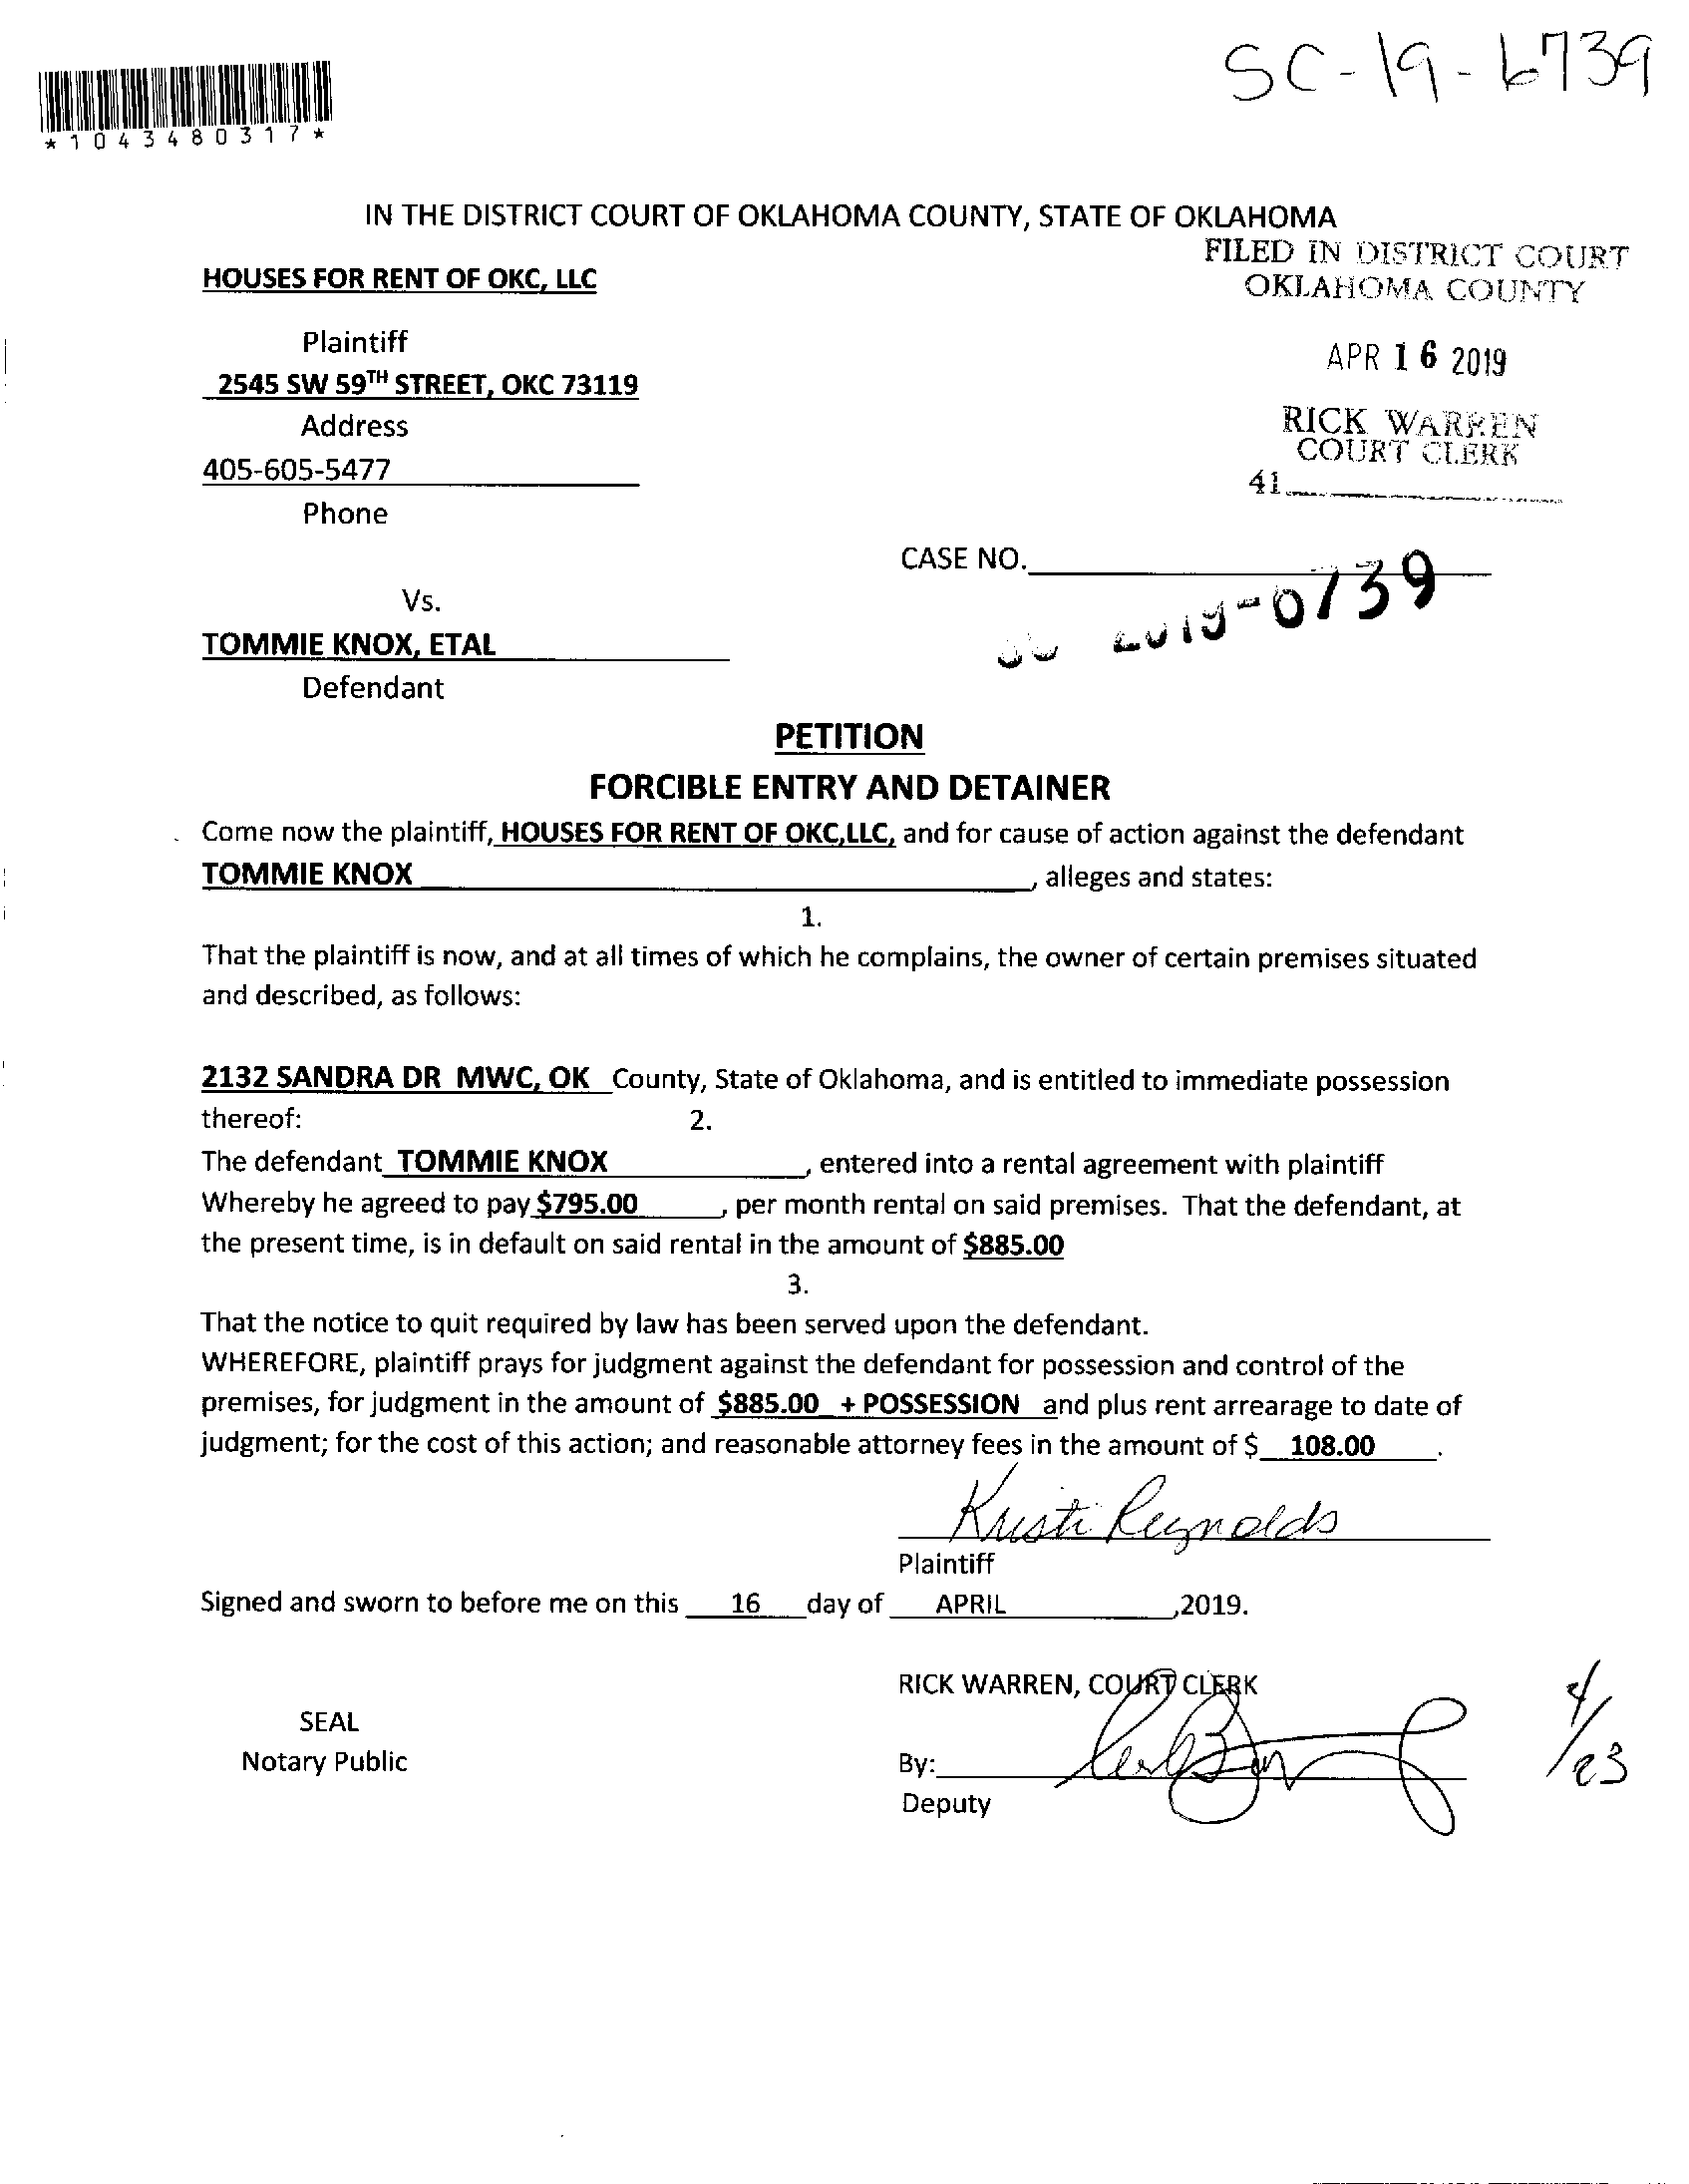 SC-19-6739
*1043480317*
IN THE DISTRICT COURT OF OKLAHOMA COUNTY, STATE OF OKLAHOMA
FILED IN DISTRICT COURT
OKLAHOMA COUNTY
HOUSES FOR RENT OF OKC, LLC
Plaintiff
APR 16 2019
2545 SW 59TH STREET, OKC 73119
Address
RICK WARREN
COURT CLERK
405-605-5477
41
Phone
CASE NO.
Vs.
TOMMIE KNOX, ETAL
Defendant
PETITION
FORCIBLE ENTRY AND DETAINER
Come now the plaintiff, HOUSES FOR RENT OF OKC,LLC, and for cause of action against the defendant
TOMMIE KNOX, alleges and states:
1.
That the plaintiff is now, and at all times of which he complains, the owner of certain premises situated
and described, as follows:
2132 SANDRA DR MWC, OK County, State of Oklahoma, and is entitled to immediate possession
thereof: 2.
The defendant TOMMIE KNOX, entered into a rental agreement with plaintiff
Whereby he agreed to pay $795.00, per month rental on said premises. That the defendant, at
the present time, is in default on said rental in the amount of $885.00
3.
That the notice to quit required by law has been served upon the defendant.
WHEREFORE, plaintiff prays for judgment against the defendant for possession and control of the
premises, for judgment in the amount of $885.00 + POSSESSION and plus rent arrearage to date of
judgment; for the cost of this action; and reasonable attorney fees in the amount of $ 108.00.
Kristi Reynolds
Plaintiff
Signed and sworn to before me on this 16 day of APRIL,2019.
RICK WARREN, COURT CLERK
SEAL
Notary Public
By:
Deputy
4/23